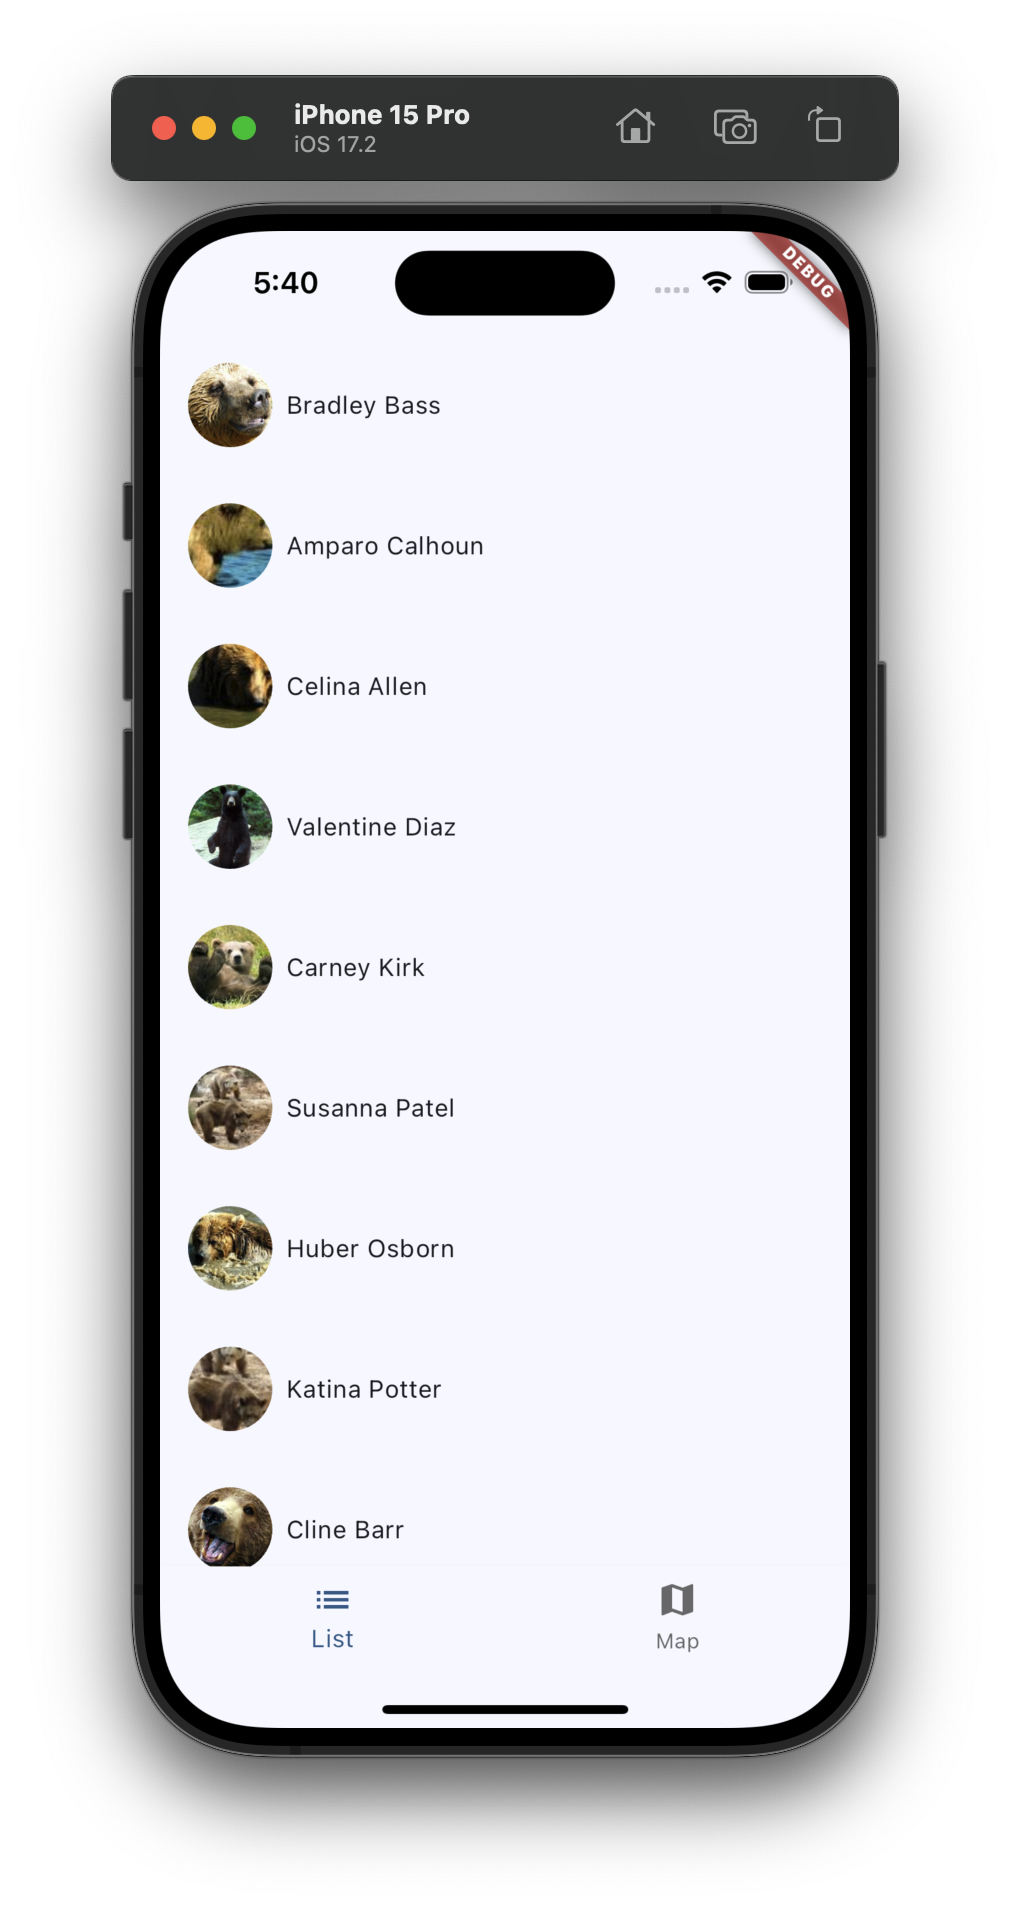 iPhone 15 Pro
iOS 17.2
5:40
DEBUG
Bradley Bass
Amparo Calhoun
Celina Allen
Valentine Diaz
Carney Kirk
Susanna Patel
Huber Osborn
Katina Potter
Cline Barr
List
Map